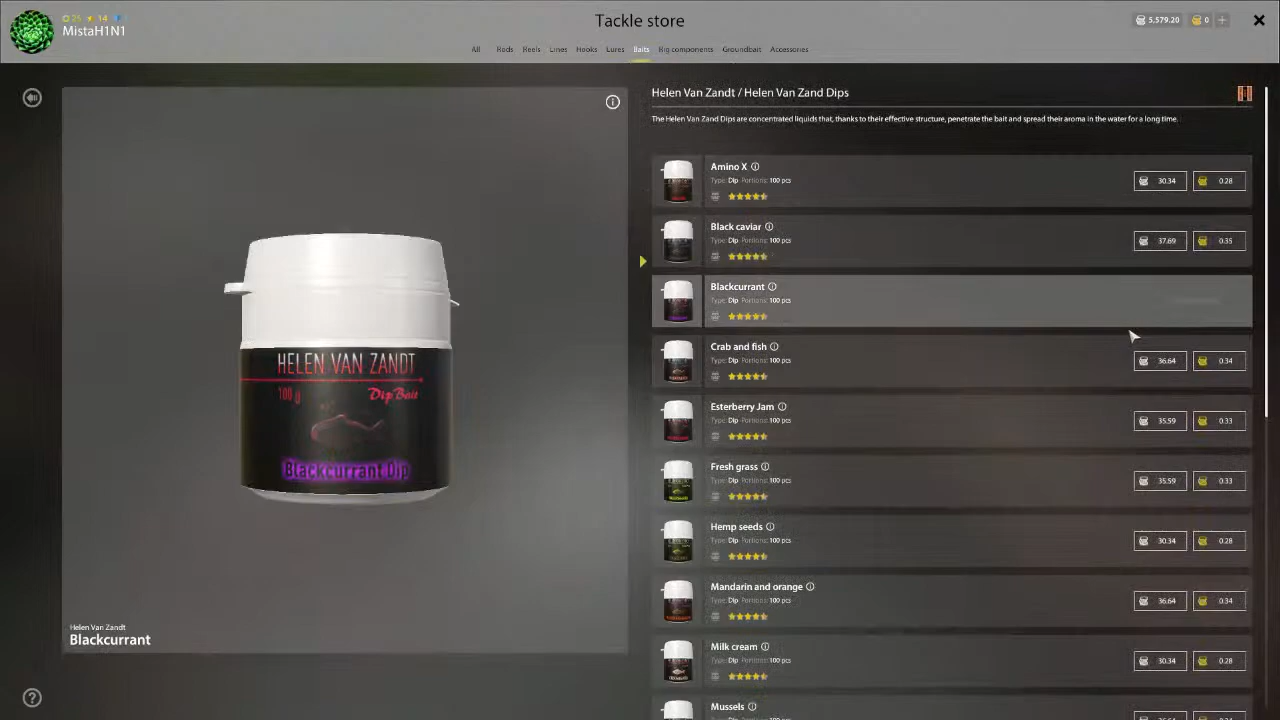 25 14
MistaH1N1
Tackle store
5,579.20 0 +
All Rods Reels Lines Hooks Lures Baits Rig components Groundbait Accessories
Helen Van Zandt / Helen Van Zand Dips
The Helen Van Zand Dips are concentrated liquids that, thanks to their effective structure, penetrate the bait and spread their aroma in the water for a long time.
Amino X
Type: Dip Portions: 100 pcs
30.34 0.28
Black caviar
Type: Dip Portions: 100 pcs
37.69 0.35
Blackcurrant
Type: Dip Portions: 100 pcs
Crab and fish
Type: Dip Portions: 100 pcs
36.64 0.34
Esterberry Jam
Type: Dip Portions: 100 pcs
35.59 0.33
Fresh grass
Type: Dip Portions: 100 pcs
35.59 0.33
Hemp seeds
Type: Dip Portions: 100 pcs
30.34 0.28
Mandarin and orange
Type: Dip Portions: 100 pcs
36.64 0.34
Milk cream
Type: Dip Portions: 100 pcs
30.34 0.28
Mussels
HELEN VAN ZANDT
100 g Dip Bait
Blackcurrant Dip
Helen Van Zandt
Blackcurrant
?